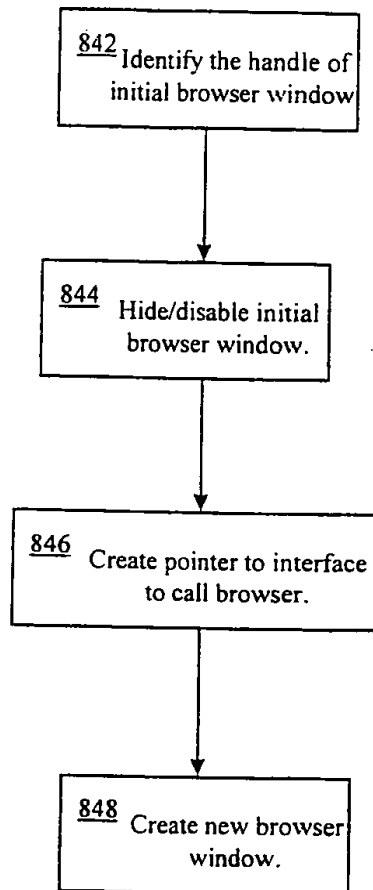 842 Identify the handle of
initial browser window
844 Hide/disable initial
browser window.
846 Create pointer to interface
to call browser.
848 Create new browser
window.